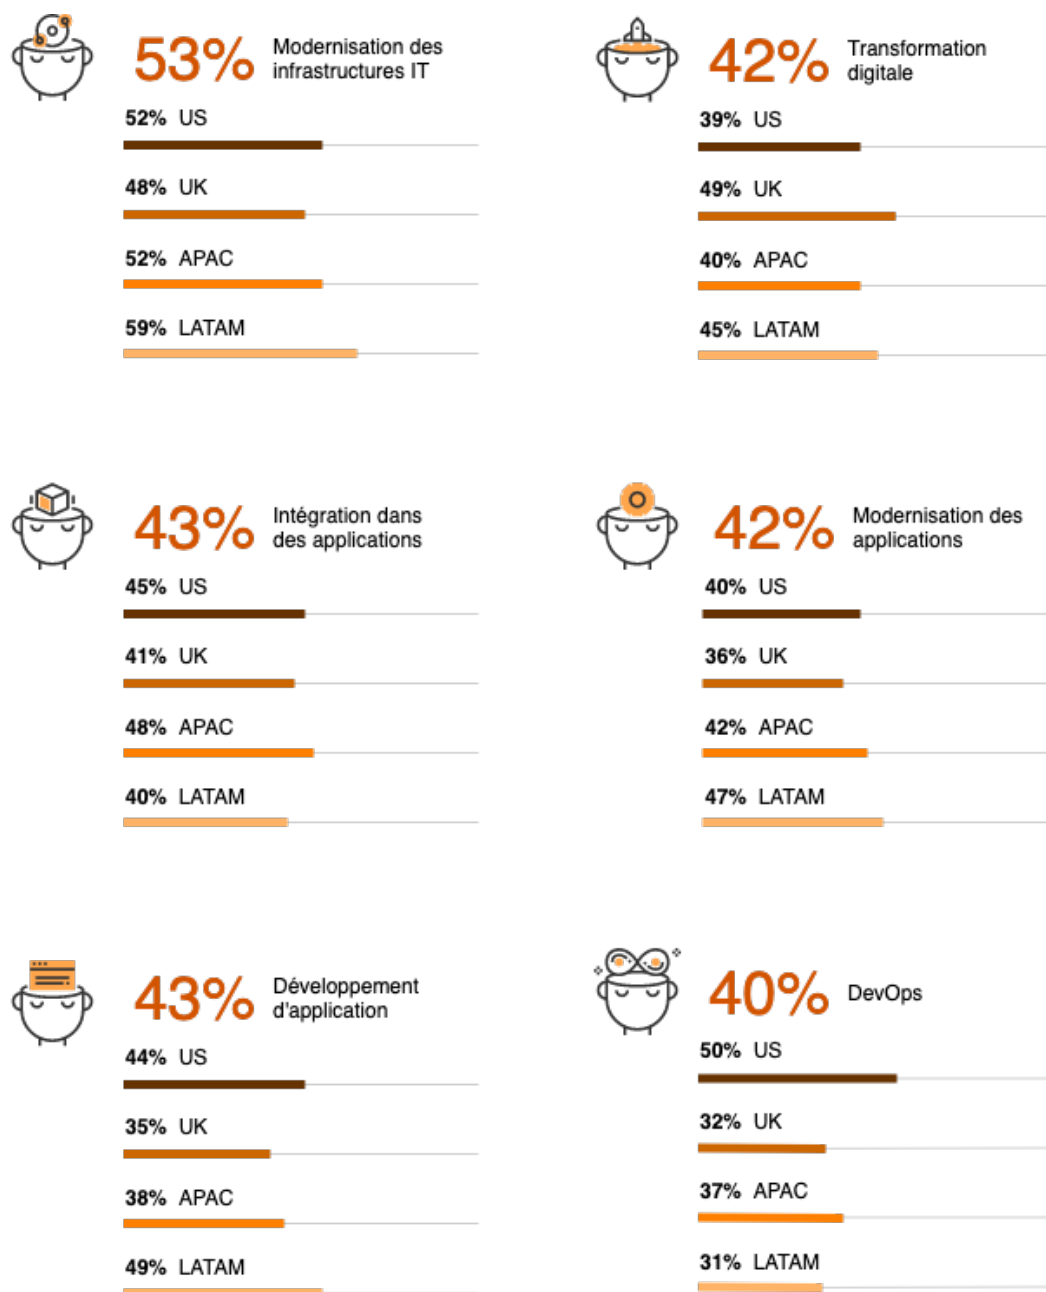 53% Modernisation des
infrastructures IT
52% US
48% UK
52% APAC
59% LATAM
42% Transformation
digitale
39% US
49% UK
40% APAC
45% LATAM
43% Intégration dans
des applications
45% US
41% UK
48% APAC
40% LATAM
42% Modernisation des
applications
40% US
36% UK
42% APAC
47% LATAM
43% Développement
d'application
44% US
35% UK
38% APAC
49% LATAM
40% DevOps
50% US
32% UK
37% APAC
31% LATAM